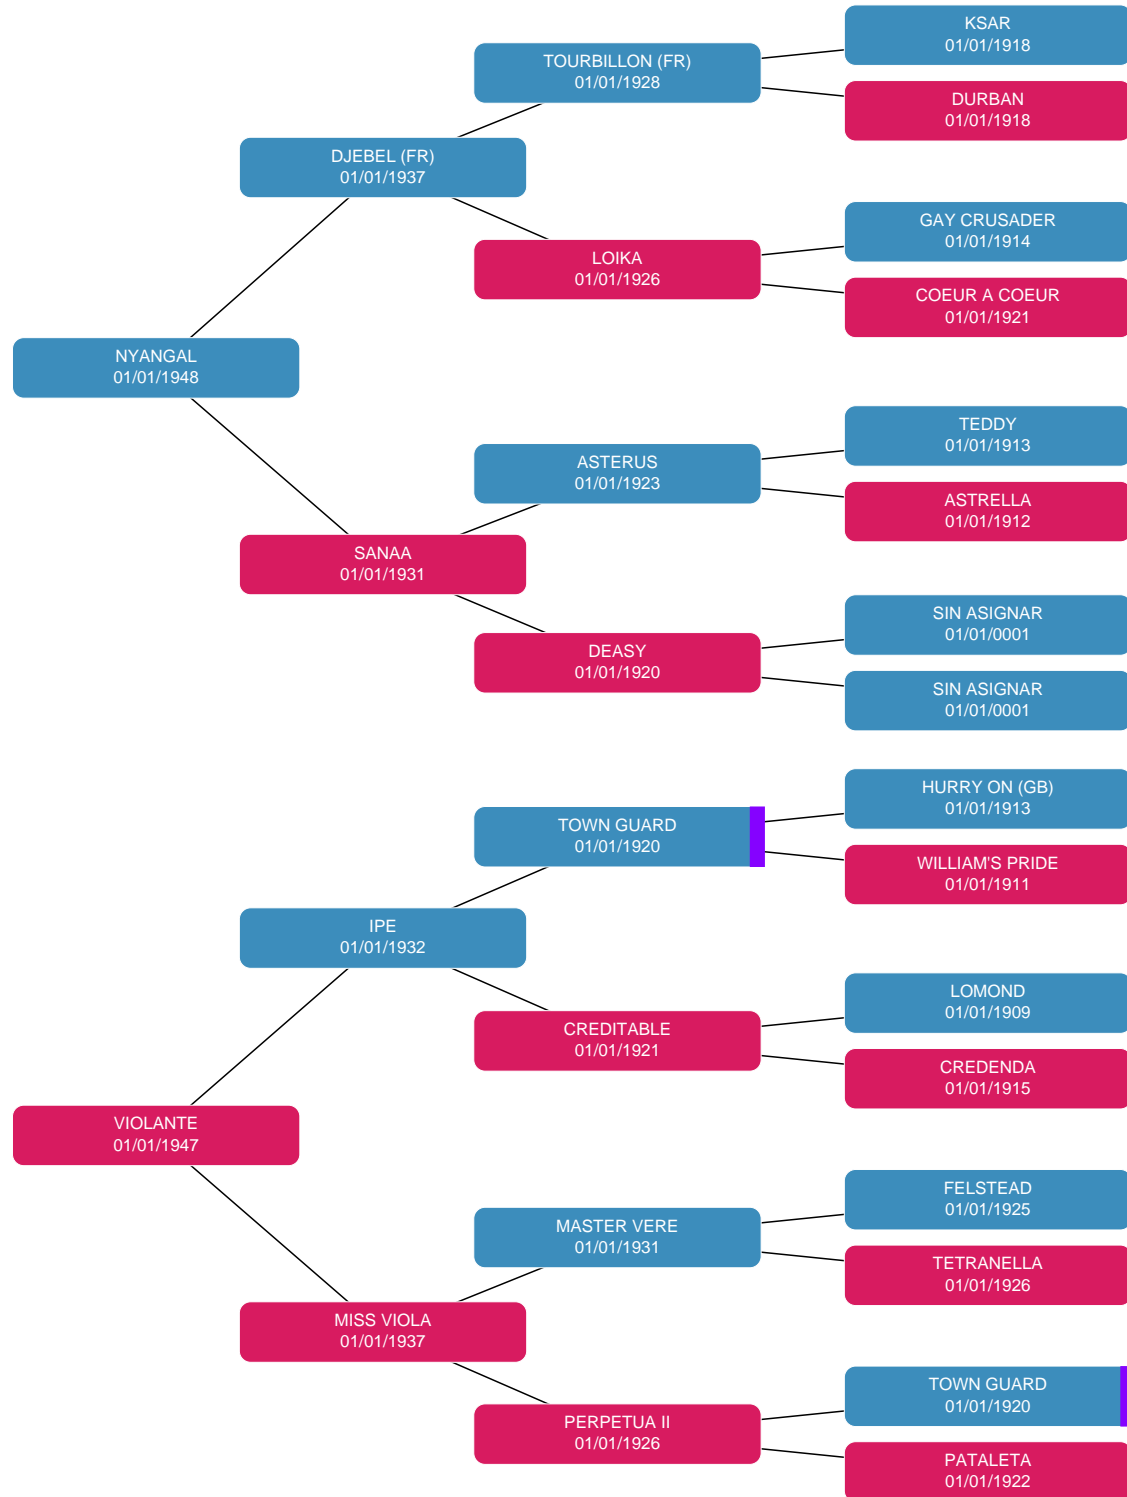 KSAR
01/01/1918
TOURBILLON (FR)
01/01/1928
DURBAN
01/01/1918
DJEBEL (FR)
01/01/1937
GAY CRUSADER
01/01/1914
LOIKA
01/01/1926
COEUR A COEUR
01/01/1921
NYANGAL
01/01/1948
TEDDY
01/01/1913
ASTERUS
01/01/1923
ASTRELLA
01/01/1912
SANAA
01/01/1931
SIN ASIGNAR
01/01/0001
DEASY
01/01/1920
SIN ASIGNAR
01/01/0001
HURRY ON (GB)
01/01/1913
TOWN GUARD
01/01/1920
WILLIAM'S PRIDE
01/01/1911
IPE
01/01/1932
LOMOND
01/01/1909
CREDITABLE
01/01/1921
CREDENDA
01/01/1915
VIOLANTE
01/01/1947
FELSTEAD
01/01/1925
MASTER VERE
01/01/1931
TETRANELLA
01/01/1926
MISS VIOLA
01/01/1937
TOWN GUARD
01/01/1920
PERPETUA II
01/01/1926
PATALETA
01/01/1922